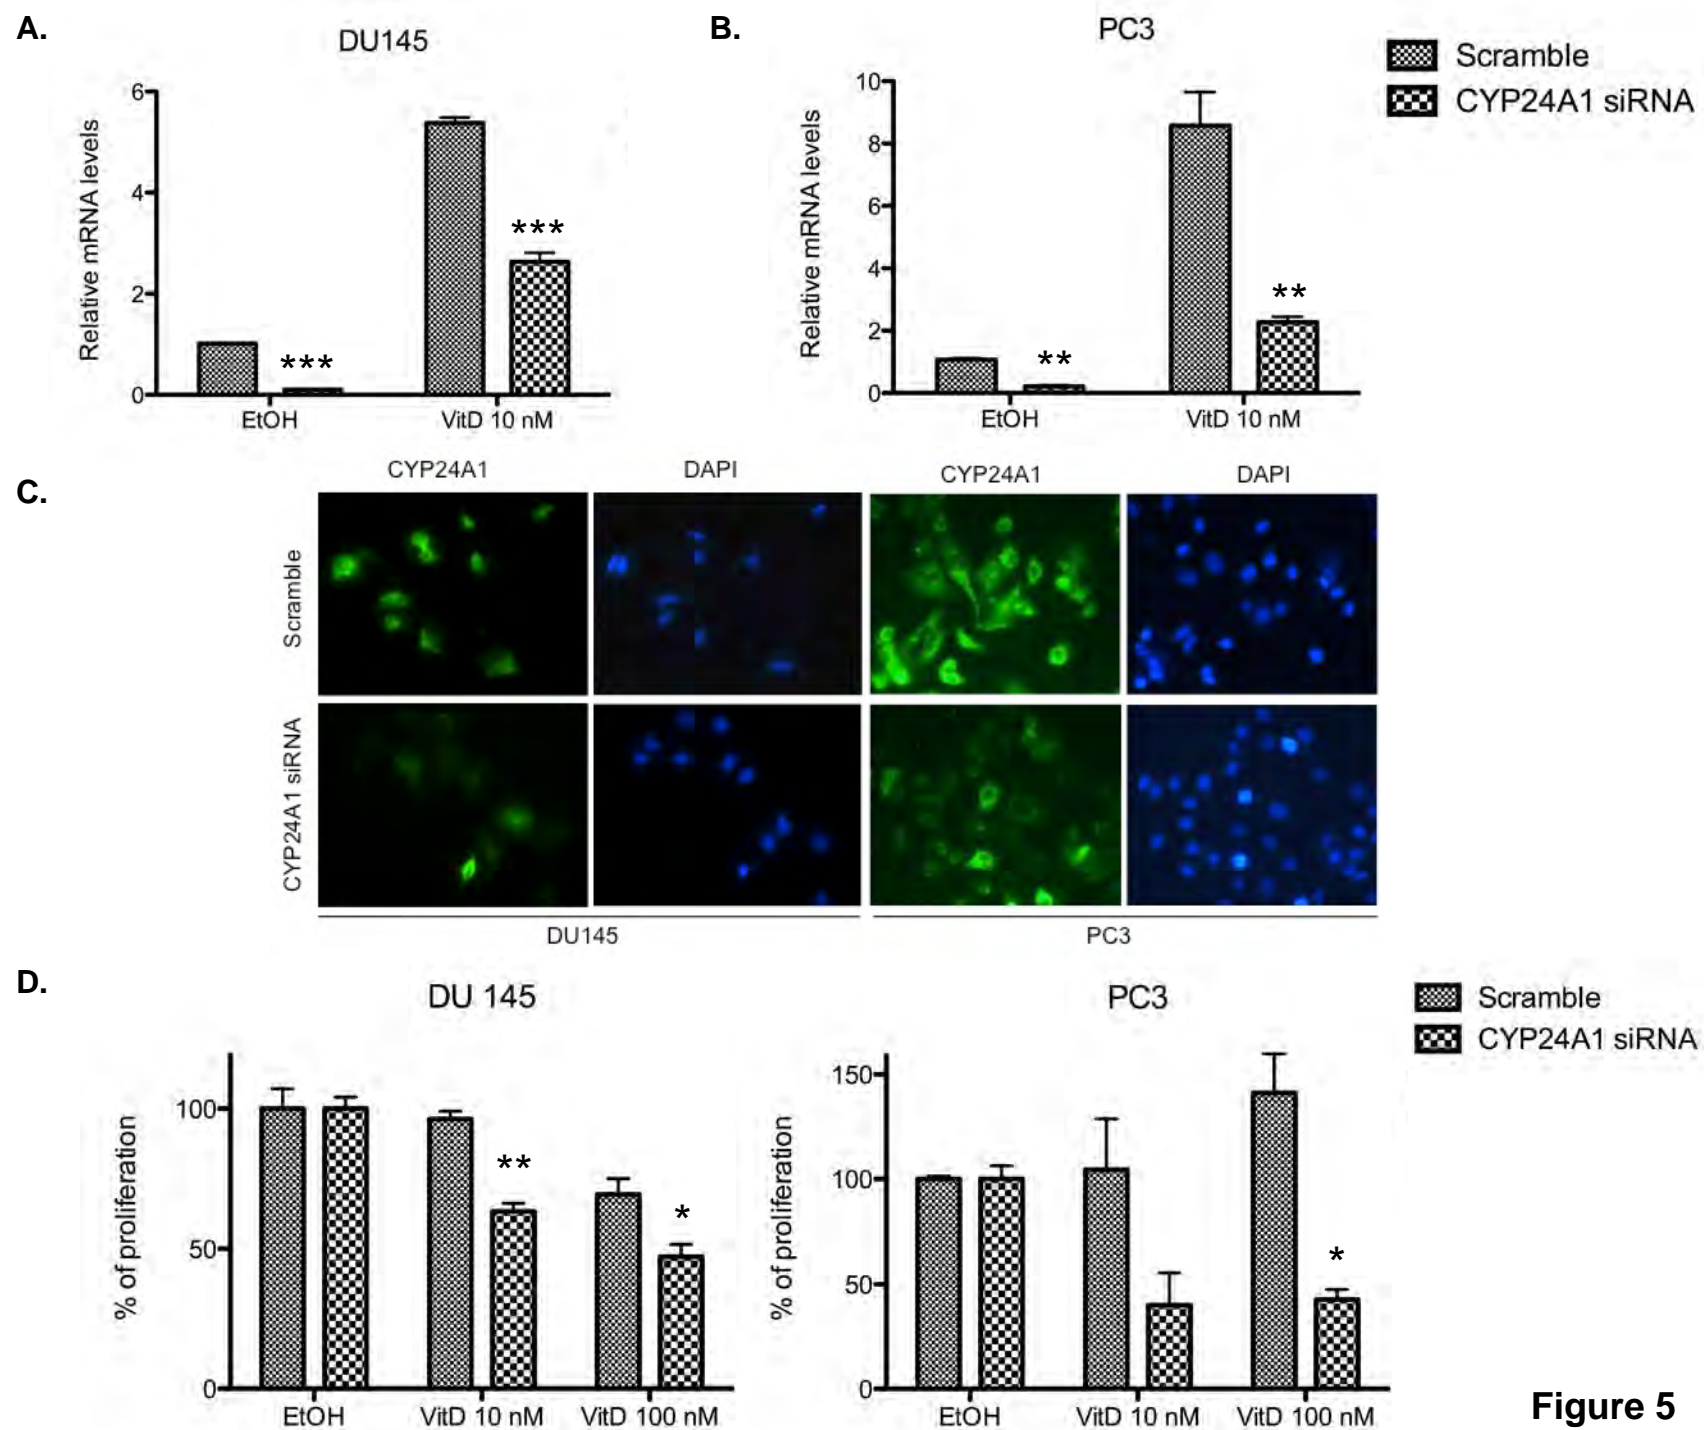 A.
DU145
Relative mRNA levels
6
4
2
0
***
***
EtOH
VitD 10 nM
B.
PC3
Relative mRNA levels
10
8
6
4
2
0
**
**
EtOH
VitD 10 nM
Scramble
CYP24A1 siRNA
C.
CYP24A1
DAPI
CYP24A1
DAPI
Scramble
CYP24A1 siRNA
DU145
PC3
D.
DU 145
% of proliferation
100
50
0
**
*
EtOH
VitD 10 nM
VitD 100 nM
PC3
% of proliferation
150
100
50
0
*
EtOH
VitD 10 nM
VitD 100 nM
Scramble
CYP24A1 siRNA
Figure 5